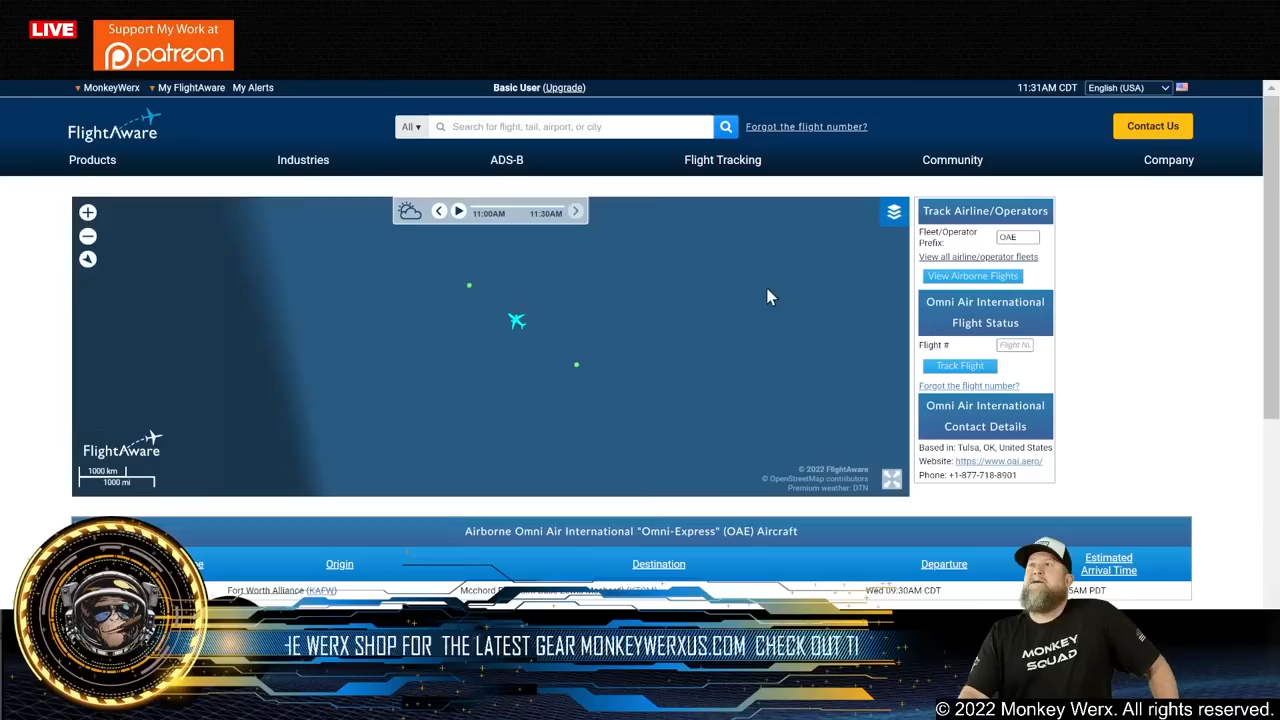 LIVE
Support My Work at
patreon
MonkeyWerx My FlightAware My Alerts
Basic User (Upgrade)
11:31AM CDT English (USA)
FlightAware
All ▾ Search for flight, tail, airport, or city
Forgot the flight number?
Contact Us
Products Industries ADS-B Flight Tracking Community Company
11:00AM 11:30AM
Track Airline/Operators
Fleet/Operator
Prefix: OAE
View all airline/operator fleets
View Airborne Flights
Omni Air International
Flight Status
Flight #
Track Flight
Forgot the flight number?
Omni Air International
Contact Details
Based in: Tulsa, OK, United States
Website: https://www.oai.aero/
Phone: +1-877-718-8901
FlightAware
1000 km
1000 mi
© 2022 FlightAware
© OpenStreetMap contributors
Premium weather: DTN
Airborne Omni Air International "Omni-Express" (OAE) Aircraft
Origin Destination Departure Estimated
Arrival Time
Fort Worth Alliance (KAFW) Wed 09:30AM CDT
HE WERX SHOP FOR THE LATEST GEAR MONKEYWERXUS.COM CHECK OUT
MONKEY
SQUAD
© 2022 Monkey Werx. All rights reserved.